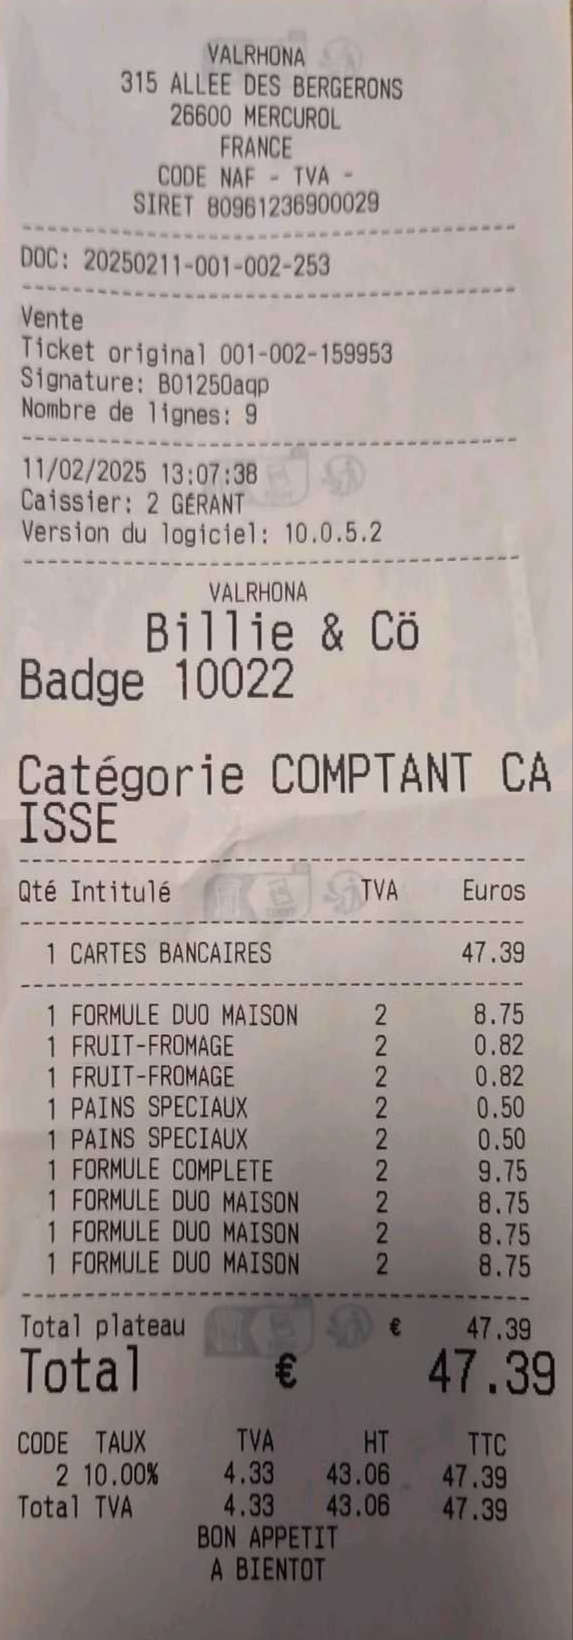 VALRHONA
315 ALLEE DES BERGERONS
26600 MERCUROL
FRANCE
CODE NAF - TVA -
SIRET 80961236900029
DOC: 20250211-001-002-253
Vente
Ticket original 001-002-159953
Signature: B01250aqp
Nombre de lignes: 9
11/02/2025 13:07:38
Caissier: 2 GÉRANT
Version du logiciel: 10.0.5.2
VALRHONA
Billie & Cö
Badge 10022
Catégorie COMPTANT CA
ISSE
Qté Intitulé TVA Euros
1 CARTES BANCAIRES 47.39
1 FORMULE DUO MAISON 2 8.75
1 FRUIT-FROMAGE 2 0.82
1 FRUIT-FROMAGE 2 0.82
1 PAINS SPECIAUX 2 0.50
1 PAINS SPECIAUX 2 0.50
1 FORMULE COMPLETE 2 9.75
1 FORMULE DUO MAISON 2 8.75
1 FORMULE DUO MAISON 2 8.75
1 FORMULE DUO MAISON 2 8.75
Total plateau € 47.39
Total € 47.39
CODE TAUX TVA HT TTC
2 10.00% 4.33 43.06 47.39
Total TVA 4.33 43.06 47.39
BON APPETIT
A BIENTOT